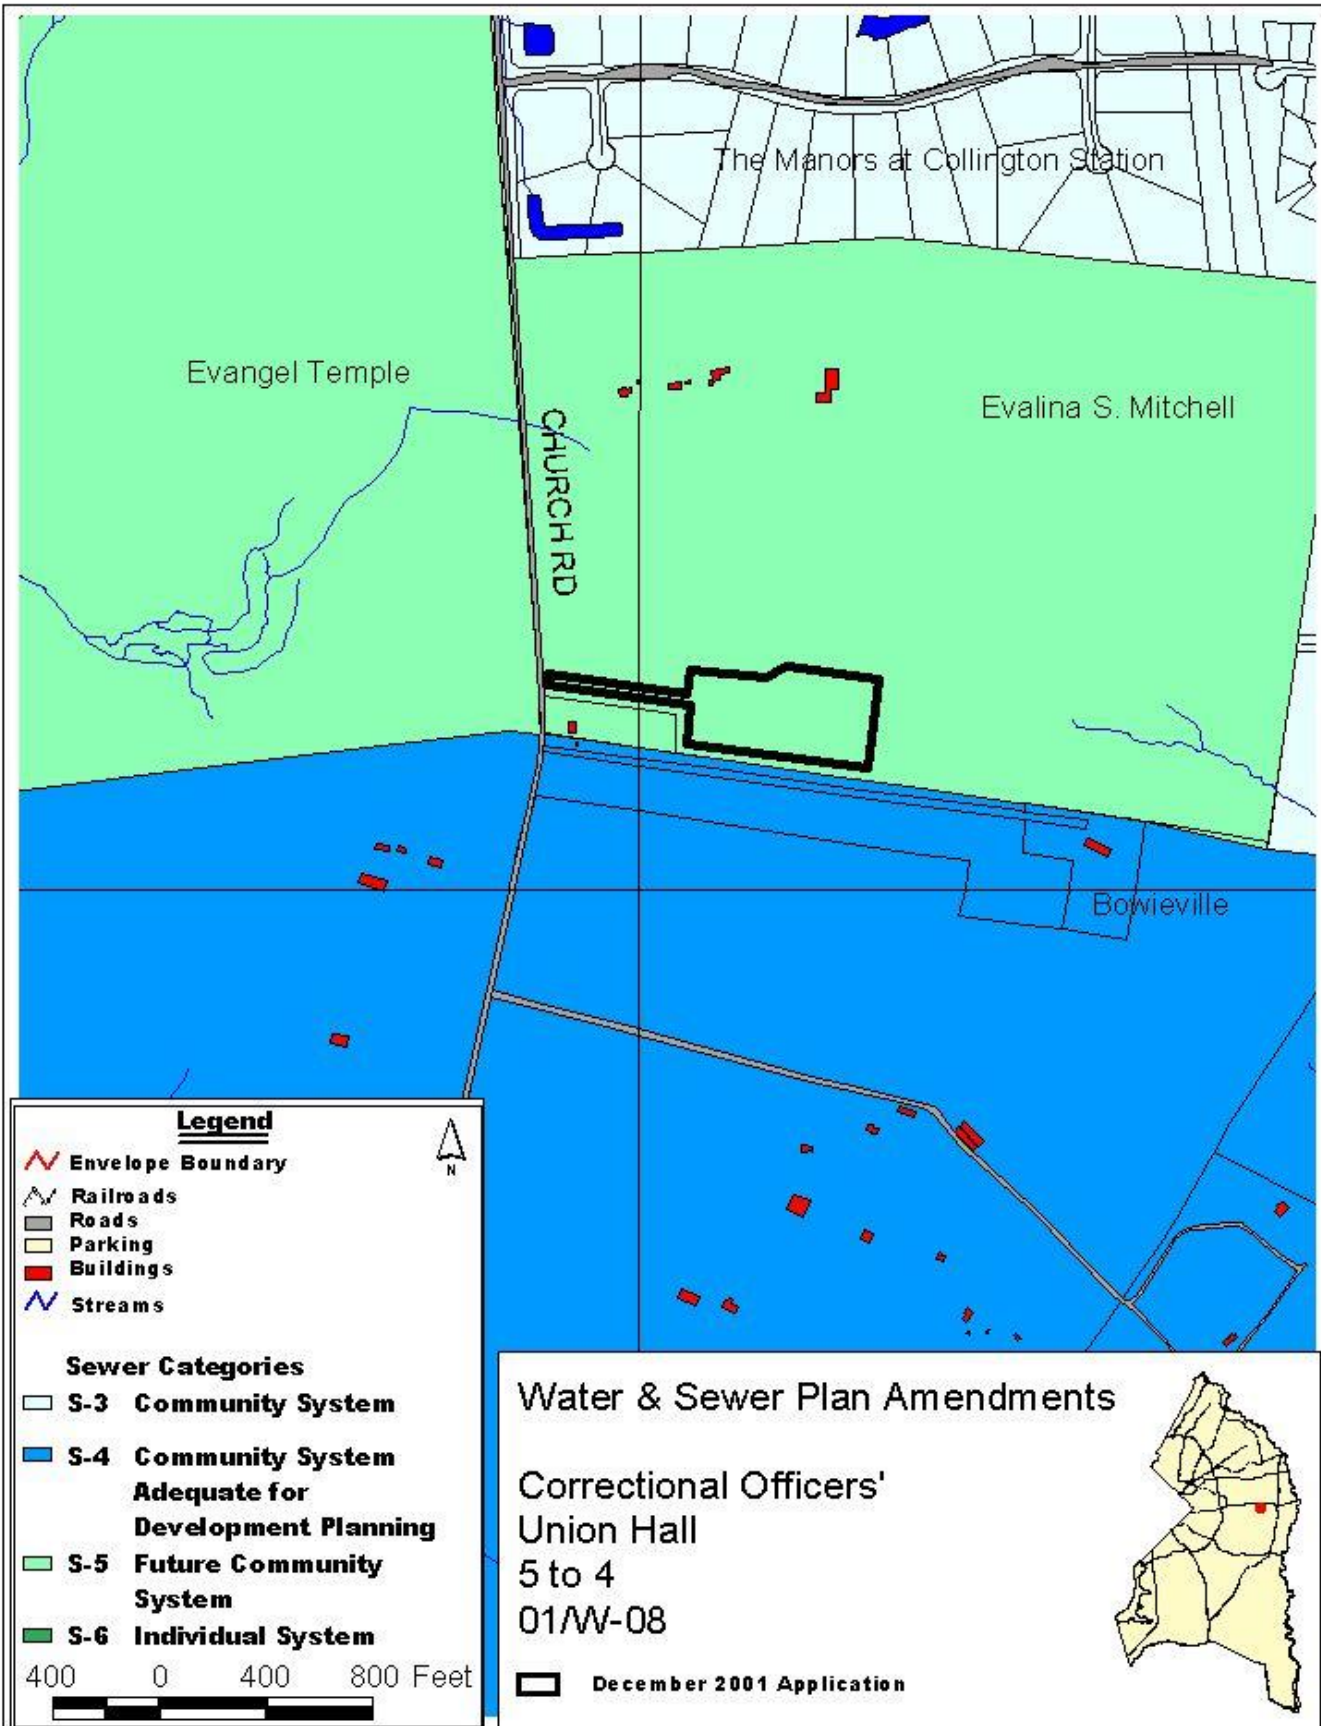 The Manors at Collington Station
Evangel Temple
Evalina S. Mitchell
CHURCH RD
Bowieville
Legend
N
Envelope Boundary
Railroads
Roads
Parking
Buildings
Streams
Sewer Categories
S-3 Community System
S-4 Community System
Adequate for
Development Planning
S-5 Future Community
System
S-6 Individual System
400 0 400 800 Feet
Water & Sewer Plan Amendments
Correctional Officers'
Union Hall
5 to 4
01/W-08
December 2001 Application